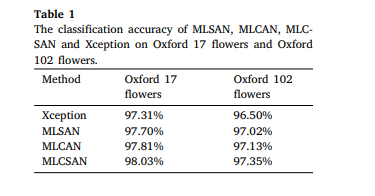 Table 1
The classification accuracy of MLSAN, MLCAN, MLC-
SAN and Xception on Oxford 17 flowers and Oxford
102 flowers.
Method Oxford 17 Oxford 102
flowers flowers
Xception 97.31% 96.50%
MLSAN 97.70% 97.02%
MLCAN 97.81% 97.13%
MLCSAN 98.03% 97.35%